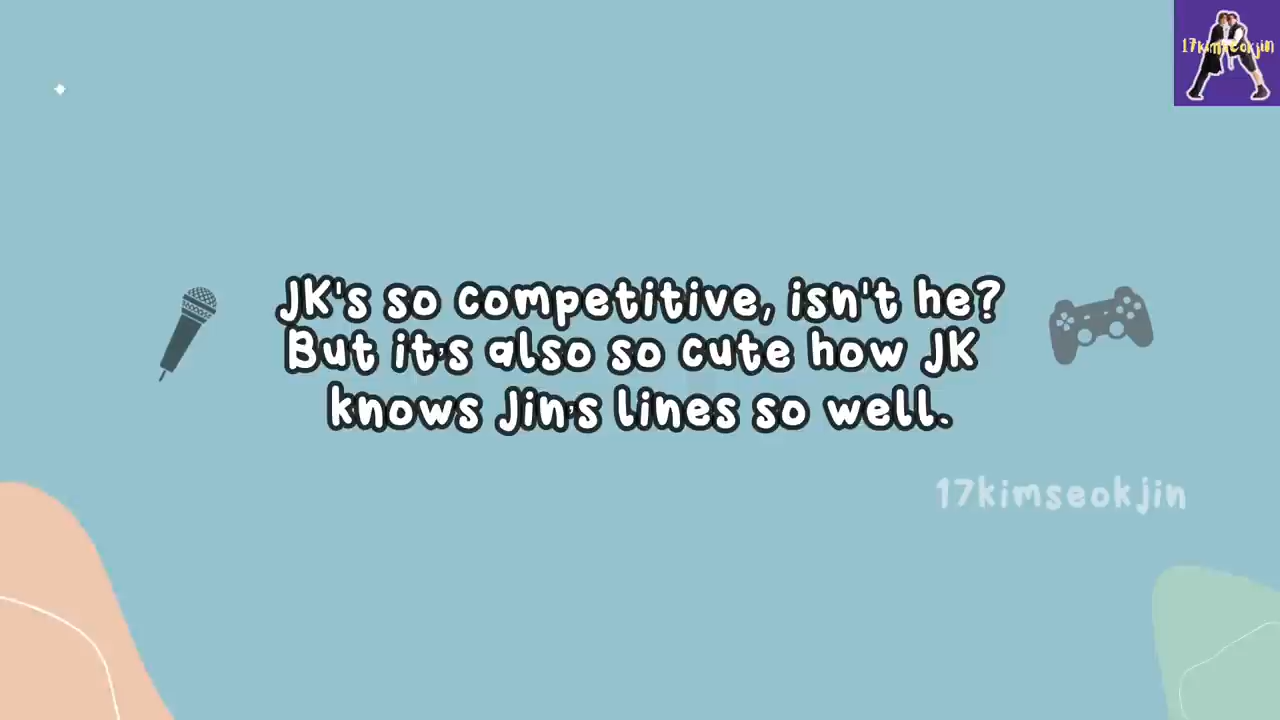 17kimseokjin
JK's so competitive, isn't he?
But it's also so cute how JK
knows Jin's lines so well.
17kimseokjin